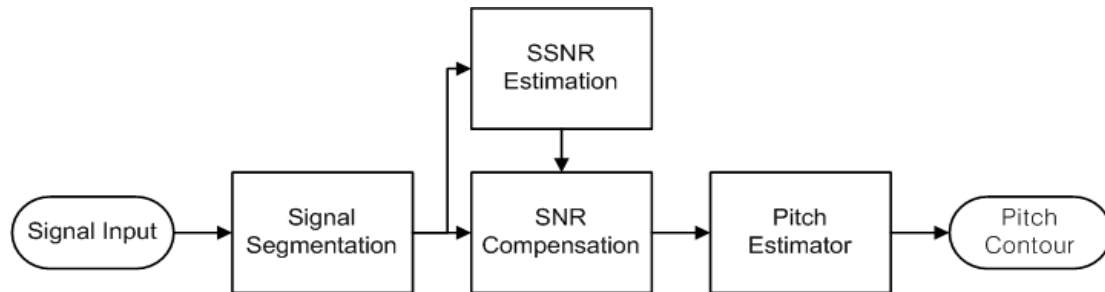 SSNR
Estimation
Signal Input
Signal
Segmentation
SNR
Compensation
Pitch
Estimator
Pitch
Contour